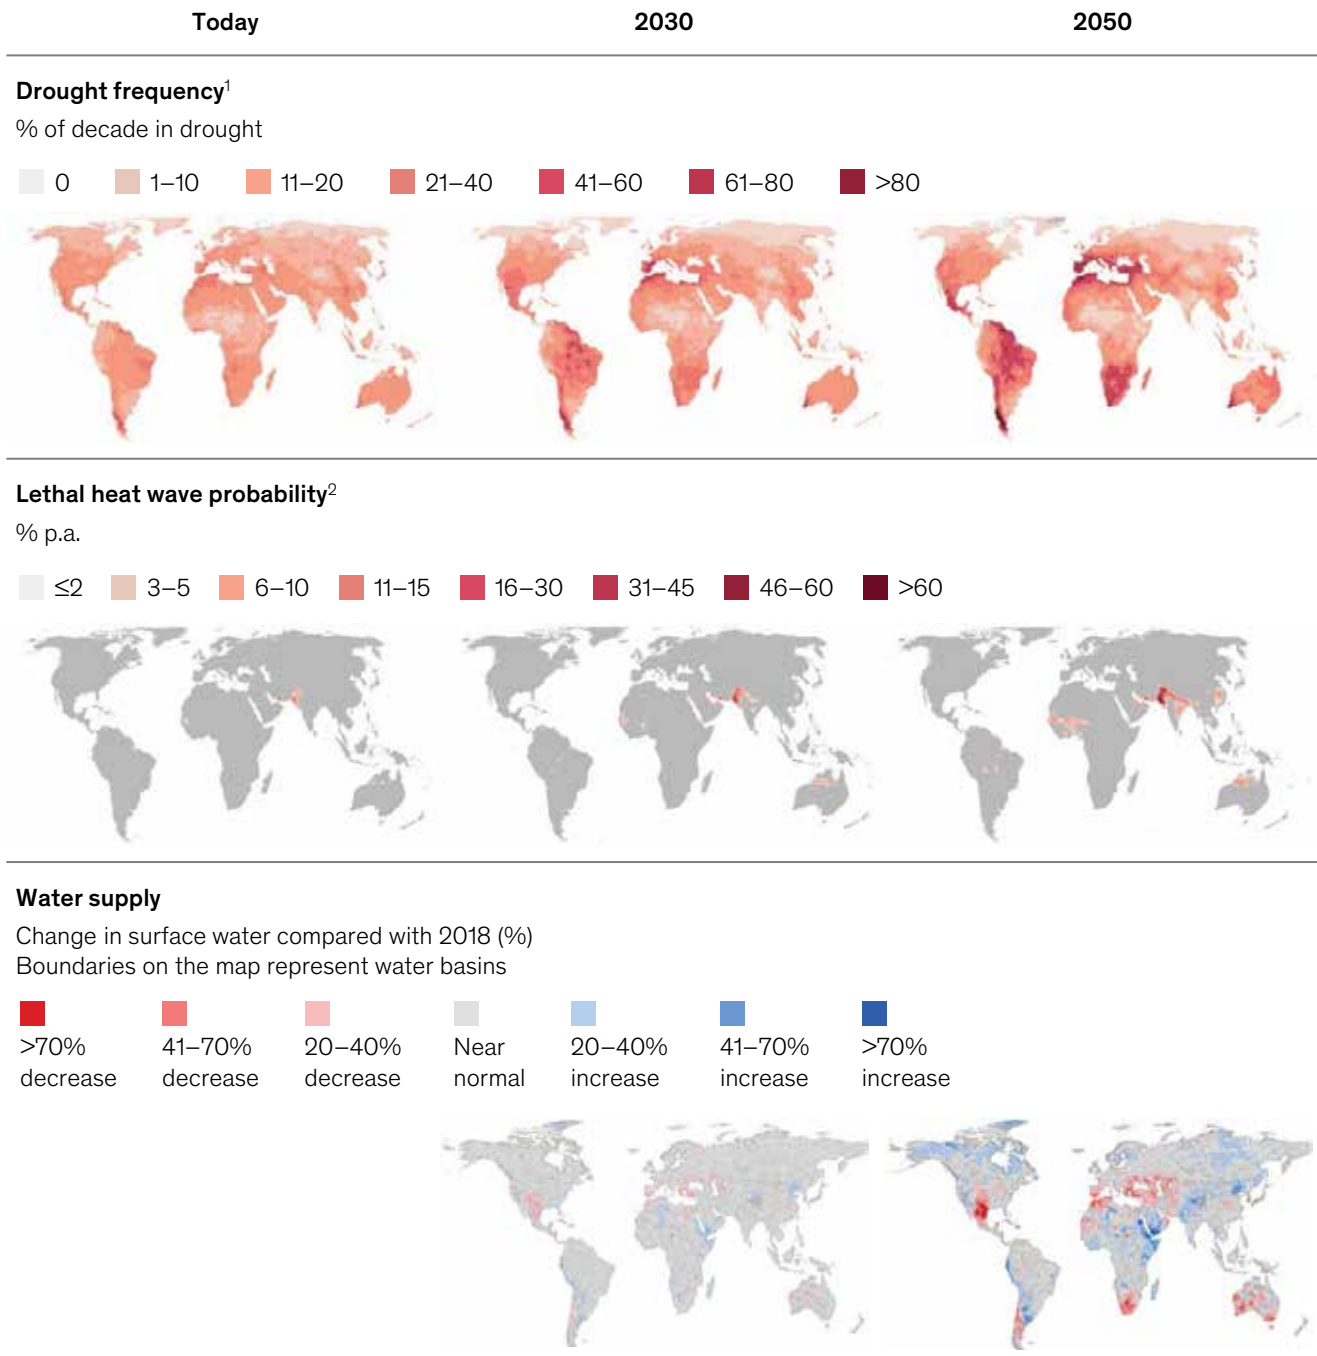 Today 2030 2050
Drought frequency¹
% of decade in drought
0 1–10 11–20 21–40 41–60 61–80 >80
Lethal heat wave probability²
% p.a.
≤2 3–5 6–10 11–15 16–30 31–45 46–60 >60
Water supply
Change in surface water compared with 2018 (%)
Boundaries on the map represent water basins
>70% 41–70% 20–40% Near 20–40% 41–70% >70%
decrease decrease decrease normal increase increase increase